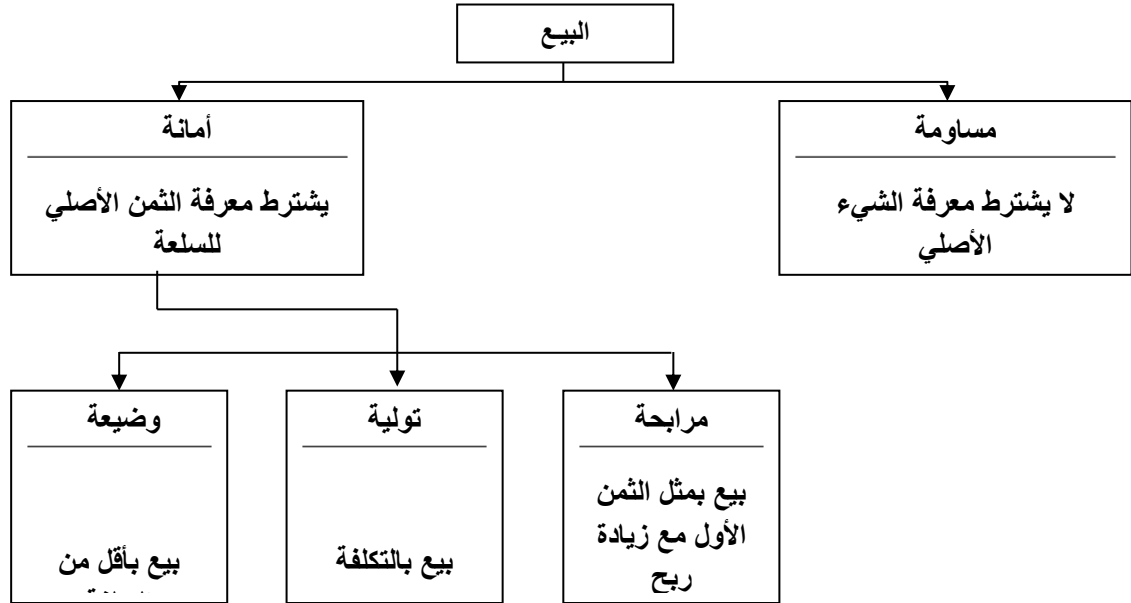 البيع
مساومة
لا يشترط معرفة الشيء
الأصلي
أمانة
يشترط معرفة الثمن الأصلي
للسلعة
مرابحة
بيع بمثل الثمن
الأول مع زيادة
ربح
تولية
بيع بالتكلفة
وضيعة
بيع بأقل من